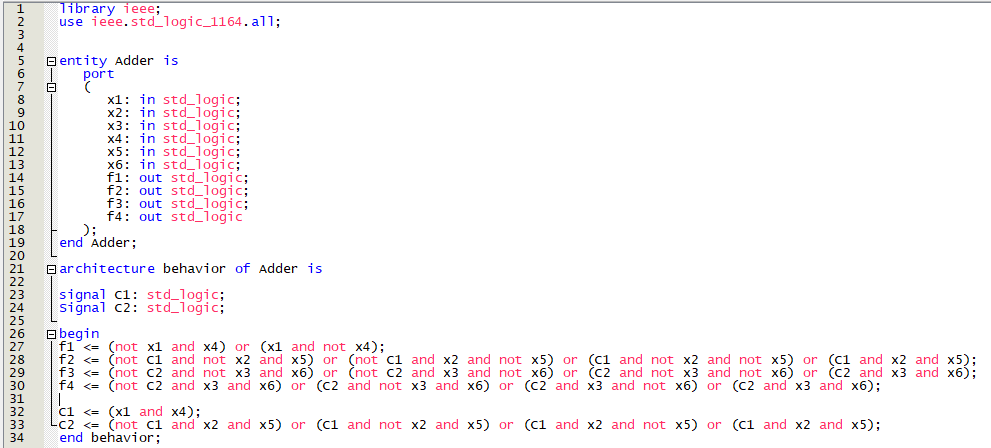 1 library ieee;
2 use ieee.std_logic_1164.all;
3
4
5 entity Adder is
6 port
7 (
8 x1: in std_logic;
9 x2: in std_logic;
10 x3: in std_logic;
11 x4: in std_logic;
12 x5: in std_logic;
13 x6: in std_logic;
14 f1: out std_logic;
15 f2: out std_logic;
16 f3: out std_logic;
17 f4: out std_logic
18 );
19 end Adder;
20
21 architecture behavior of Adder is
22
23 signal C1: std_logic;
24 Signal C2: std_logic;
25
26 begin
27 f1 <= (not x1 and x4) or (x1 and not x4);
28 f2 <= (not C1 and not x2 and x5) or (not C1 and x2 and not x5) or (C1 and not x2 and not x5) or (C1 and x2 and x5);
29 f3 <= (not C2 and not x3 and x6) or (not C2 and x3 and not x6) or (C2 and not x3 and not x6) or (C2 and x3 and x6);
30 f4 <= (not C2 and x3 and x6) or (C2 and not x3 and x6) or (C2 and x3 and not x6) or (C2 and x3 and x6);
31
32 C1 <= (x1 and x4);
33 C2 <= (not C1 and x2 and x5) or (C1 and not x2 and x5) or (C1 and x2 and not x5) or (C1 and x2 and x5);
34 end behavior;